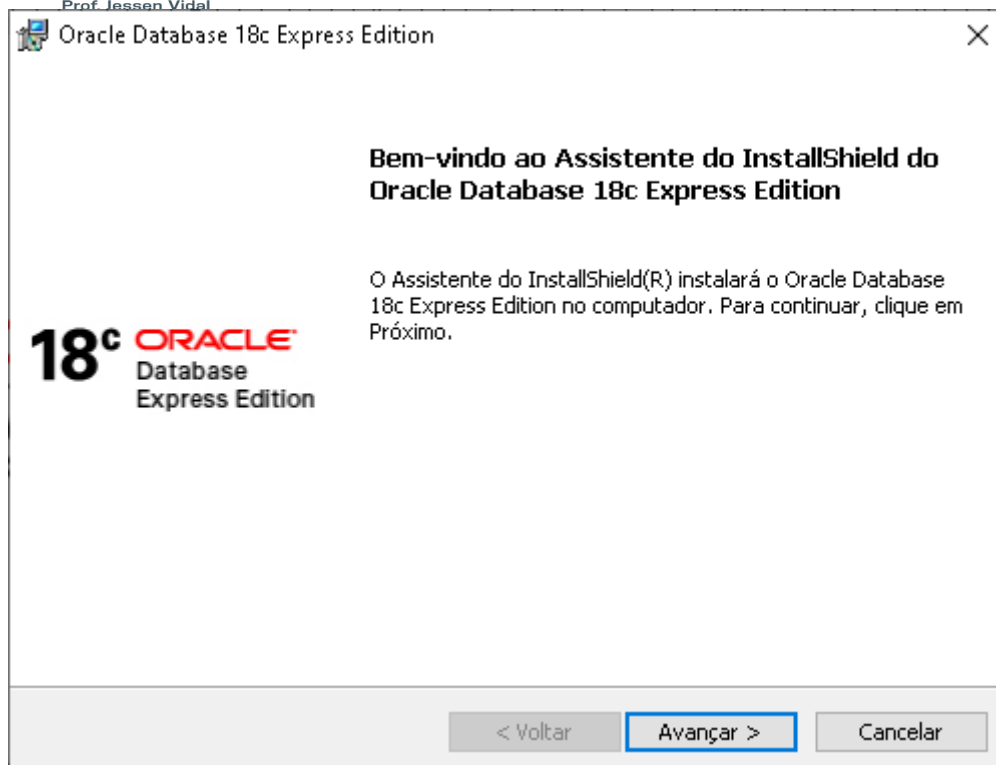 Prof. Jessen Vidal
Oracle Database 18c Express Edition
Bem-vindo ao Assistente do InstallShield do
Oracle Database 18c Express Edition
O Assistente do InstallShield(R) instalará o Oracle Database
18c Express Edition no computador. Para continuar, clique em
Próximo.
18c ORACLE
Database
Express Edition
< Voltar
Avançar >
Cancelar